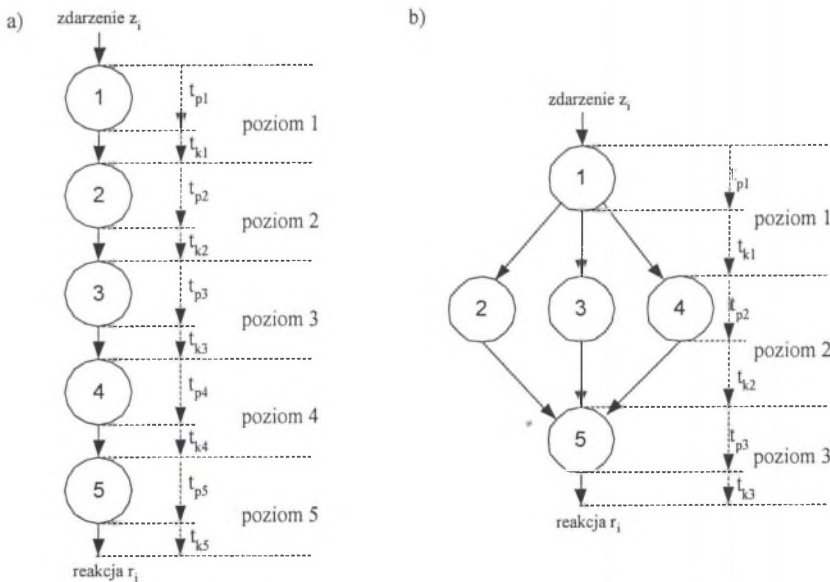 a)
zdarzenie z_i
1
t_p1
poziom 1
t_k1
2
t_p2
poziom 2
t_k2
3
t_p3
poziom 3
t_k3
4
t_p4
poziom 4
t_k4
5
t_p5
poziom 5
t_k5
reakcja r_i
b)
zdarzenie z_i
1
t_p1
poziom 1
t_k1
2
3
4
t_p2
poziom 2
t_k2
5
t_p3
poziom 3
t_k3
reakcja r_i